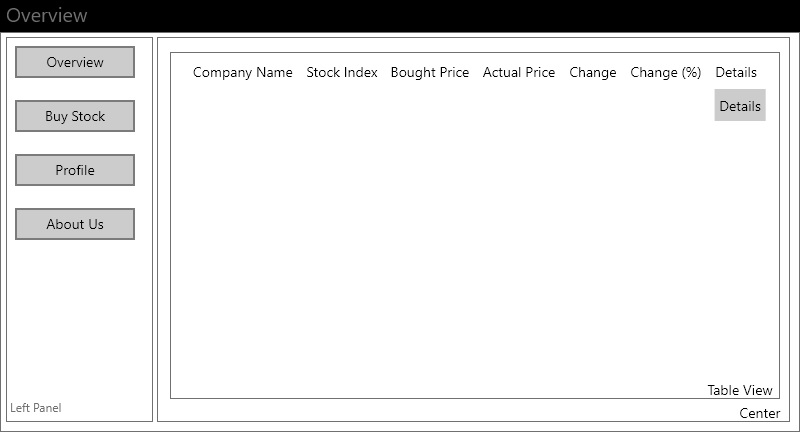 Overview
Overview
Buy Stock
Profile
About Us
Left Panel
Company Name Stock Index Bought Price Actual Price Change Change (%) Details
Details
Table View
Center